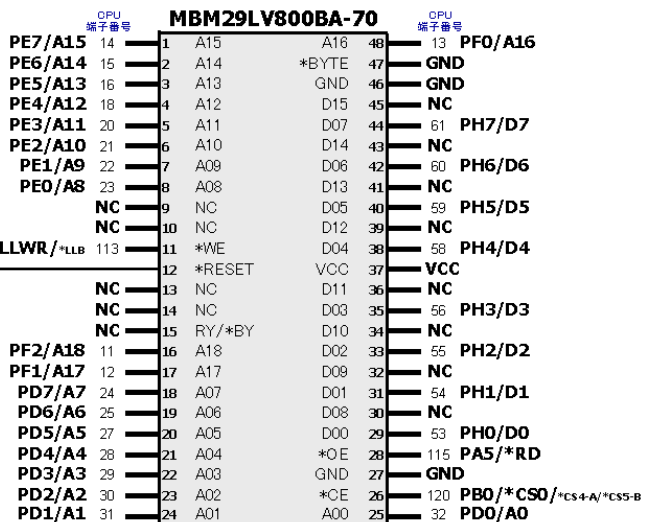 CPU MBM29LV800BA-70 CPU
端子番号 端子番号
PE7/A15 14 1 A15 A16 48 13 PF0/A16
PE6/A14 15 2 A14 *BYTE 47 GND
PE5/A13 16 3 A13 GND 46 GND
PE4/A12 18 4 A12 D15 45 NC
PE3/A11 20 5 A11 D07 44 61 PH7/D7
PE2/A10 21 6 A10 D14 43 NC
PE1/A9 22 7 A09 D06 42 60 PH6/D6
PE0/A8 23 8 A08 D13 41 NC
NC 9 NC D05 40 59 PH5/D5
NC 10 NC D12 39 NC
LLWR/*LLB 113 11 *WE D04 38 58 PH4/D4
12 *RESET VCC 37 VCC
NC 13 NC D11 36 NC
NC 14 NC D03 35 56 PH3/D3
NC 15 RY/*BY D10 34 NC
PF2/A18 11 16 A18 D02 33 55 PH2/D2
PF1/A17 12 17 A17 D09 32 NC
PD7/A7 24 18 A07 D01 31 54 PH1/D1
PD6/A6 25 19 A06 D08 30 NC
PD5/A5 27 20 A05 D00 29 53 PH0/D0
PD4/A4 28 21 A04 *OE 28 115 PA5/*RD
PD3/A3 29 22 A03 GND 27 GND
PD2/A2 30 23 A02 *CE 26 120 PB0/*CS0/*CS4-A/*CS5-B
PD1/A1 31 24 A01 A00 25 32 PD0/A0